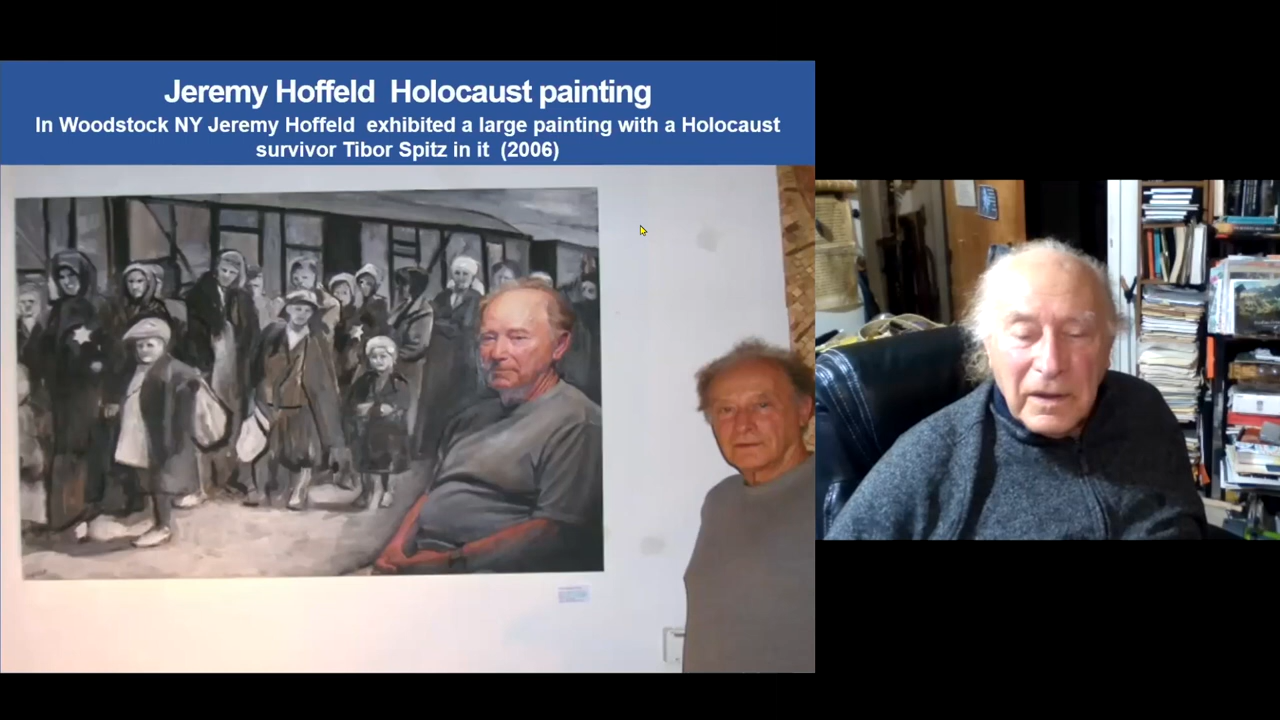 Jeremy Hoffeld Holocaust painting
In Woodstock NY Jeremy Hoffeld exhibited a large painting with a Holocaust
survivor Tibor Spitz in it (2006)